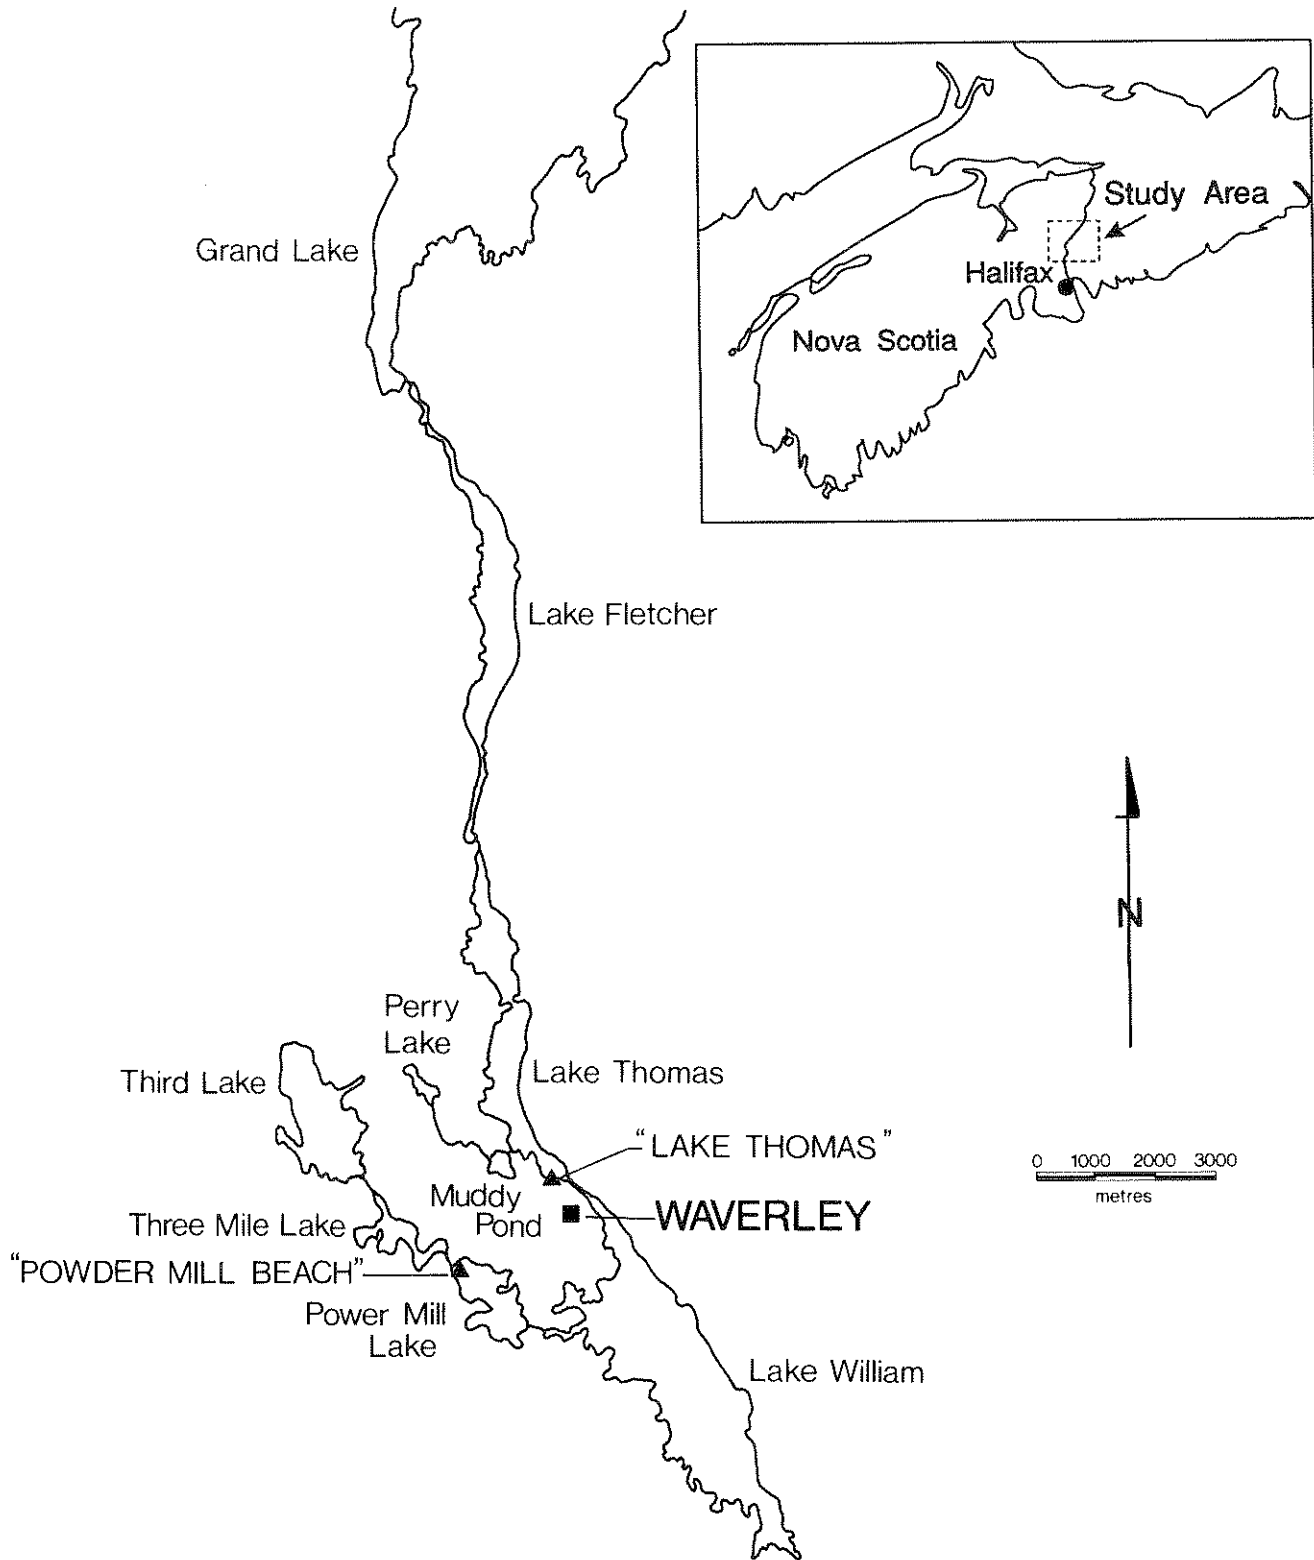 Grand Lake
Study Area
Halifax
Nova Scotia
Lake Fletcher
N
Perry
Lake
Third Lake
Lake Thomas
"LAKE THOMAS"
0 1000 2000 3000
metres
Muddy
Pond
WAVERLEY
Three Mile Lake
"POWDER MILL BEACH"
Power Mill
Lake
Lake William